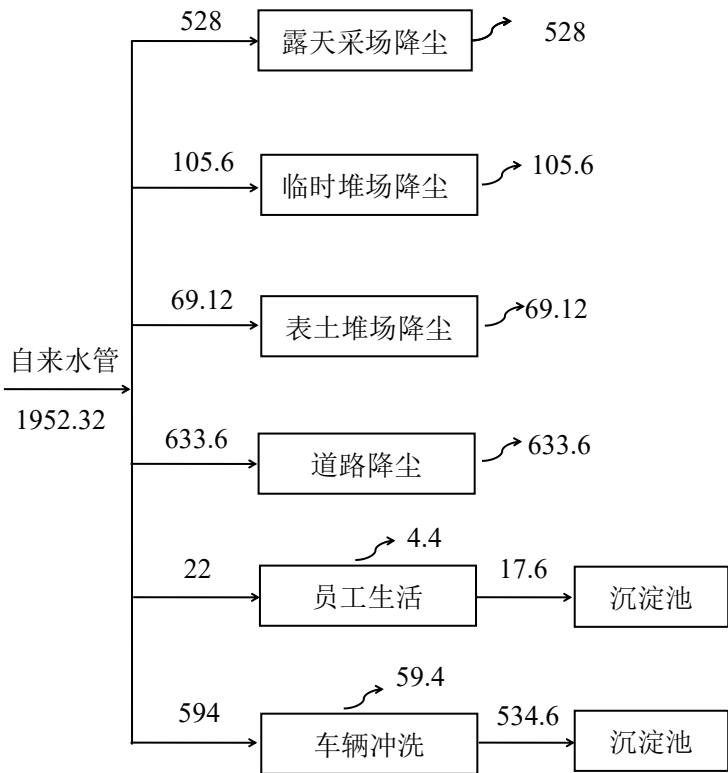 528
露天采场降尘
528
105.6
临时堆场降尘
105.6
69.12
表土堆场降尘
69.12
自来水管
1952.32
633.6
道路降尘
633.6
4.4
22
员工生活
17.6
沉淀池
59.4
594
车辆冲洗
534.6
沉淀池